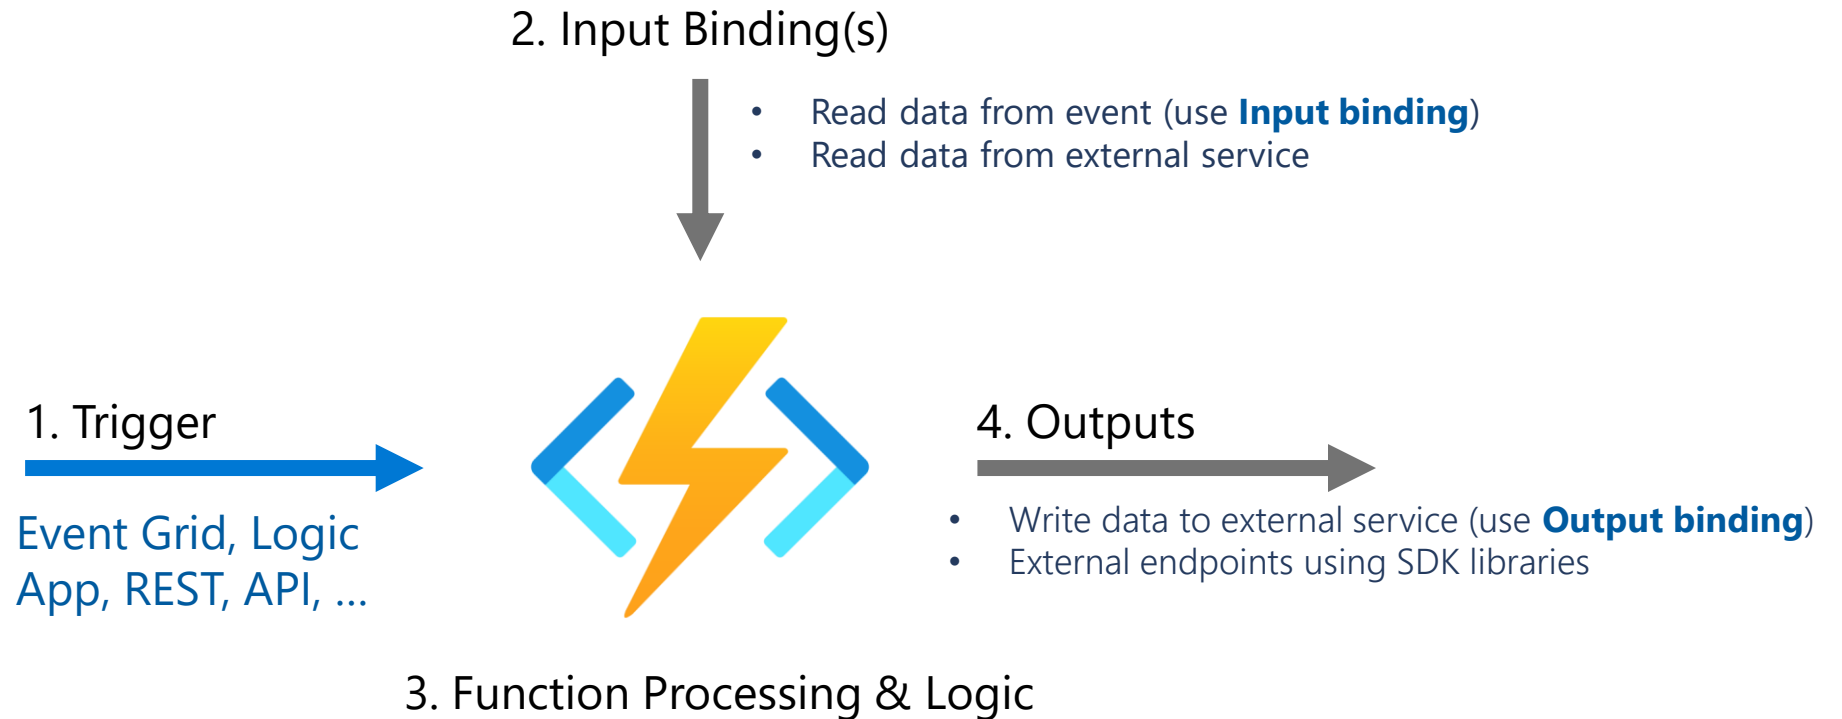 2. Input Binding(s)
• Read data from event (use Input binding)
• Read data from external service
1. Trigger
Event Grid, Logic
App, REST, API, ...
4. Outputs
• Write data to external service (use Output binding)
• External endpoints using SDK libraries
3. Function Processing & Logic